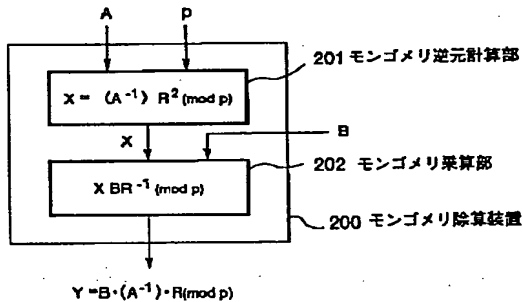 A p
201 モンゴメリ逆元計算部
X = (A⁻¹) R² (mod p)
X B
202 モンゴメリ乗算部
X BR⁻¹ (mod p)
200 モンゴメリ除算装置
Y = B・(A⁻¹)・R(mod p)